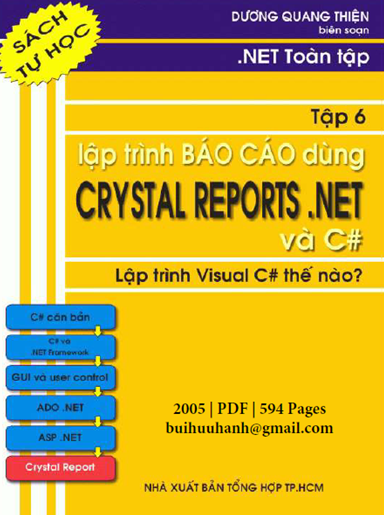 SÁCH
TỰ HỌC
DƯƠNG QUANG THIỆN
biên soạn
.NET Toàn tập
Tập 6
lập trình BÁO CÁO dùng
CRYSTAL REPORTS .NET
và C#
Lập trình Visual C# thế nào?
C# căn bản
C# và
.NET Framework
GUI và user control
ADO .NET
ASP .NET
Crystal Report
2005 | PDF | 594 Pages
buihuuhanh@gmail.com
NHÀ XUẤT BẢN TỔNG HỢP TP.HCM